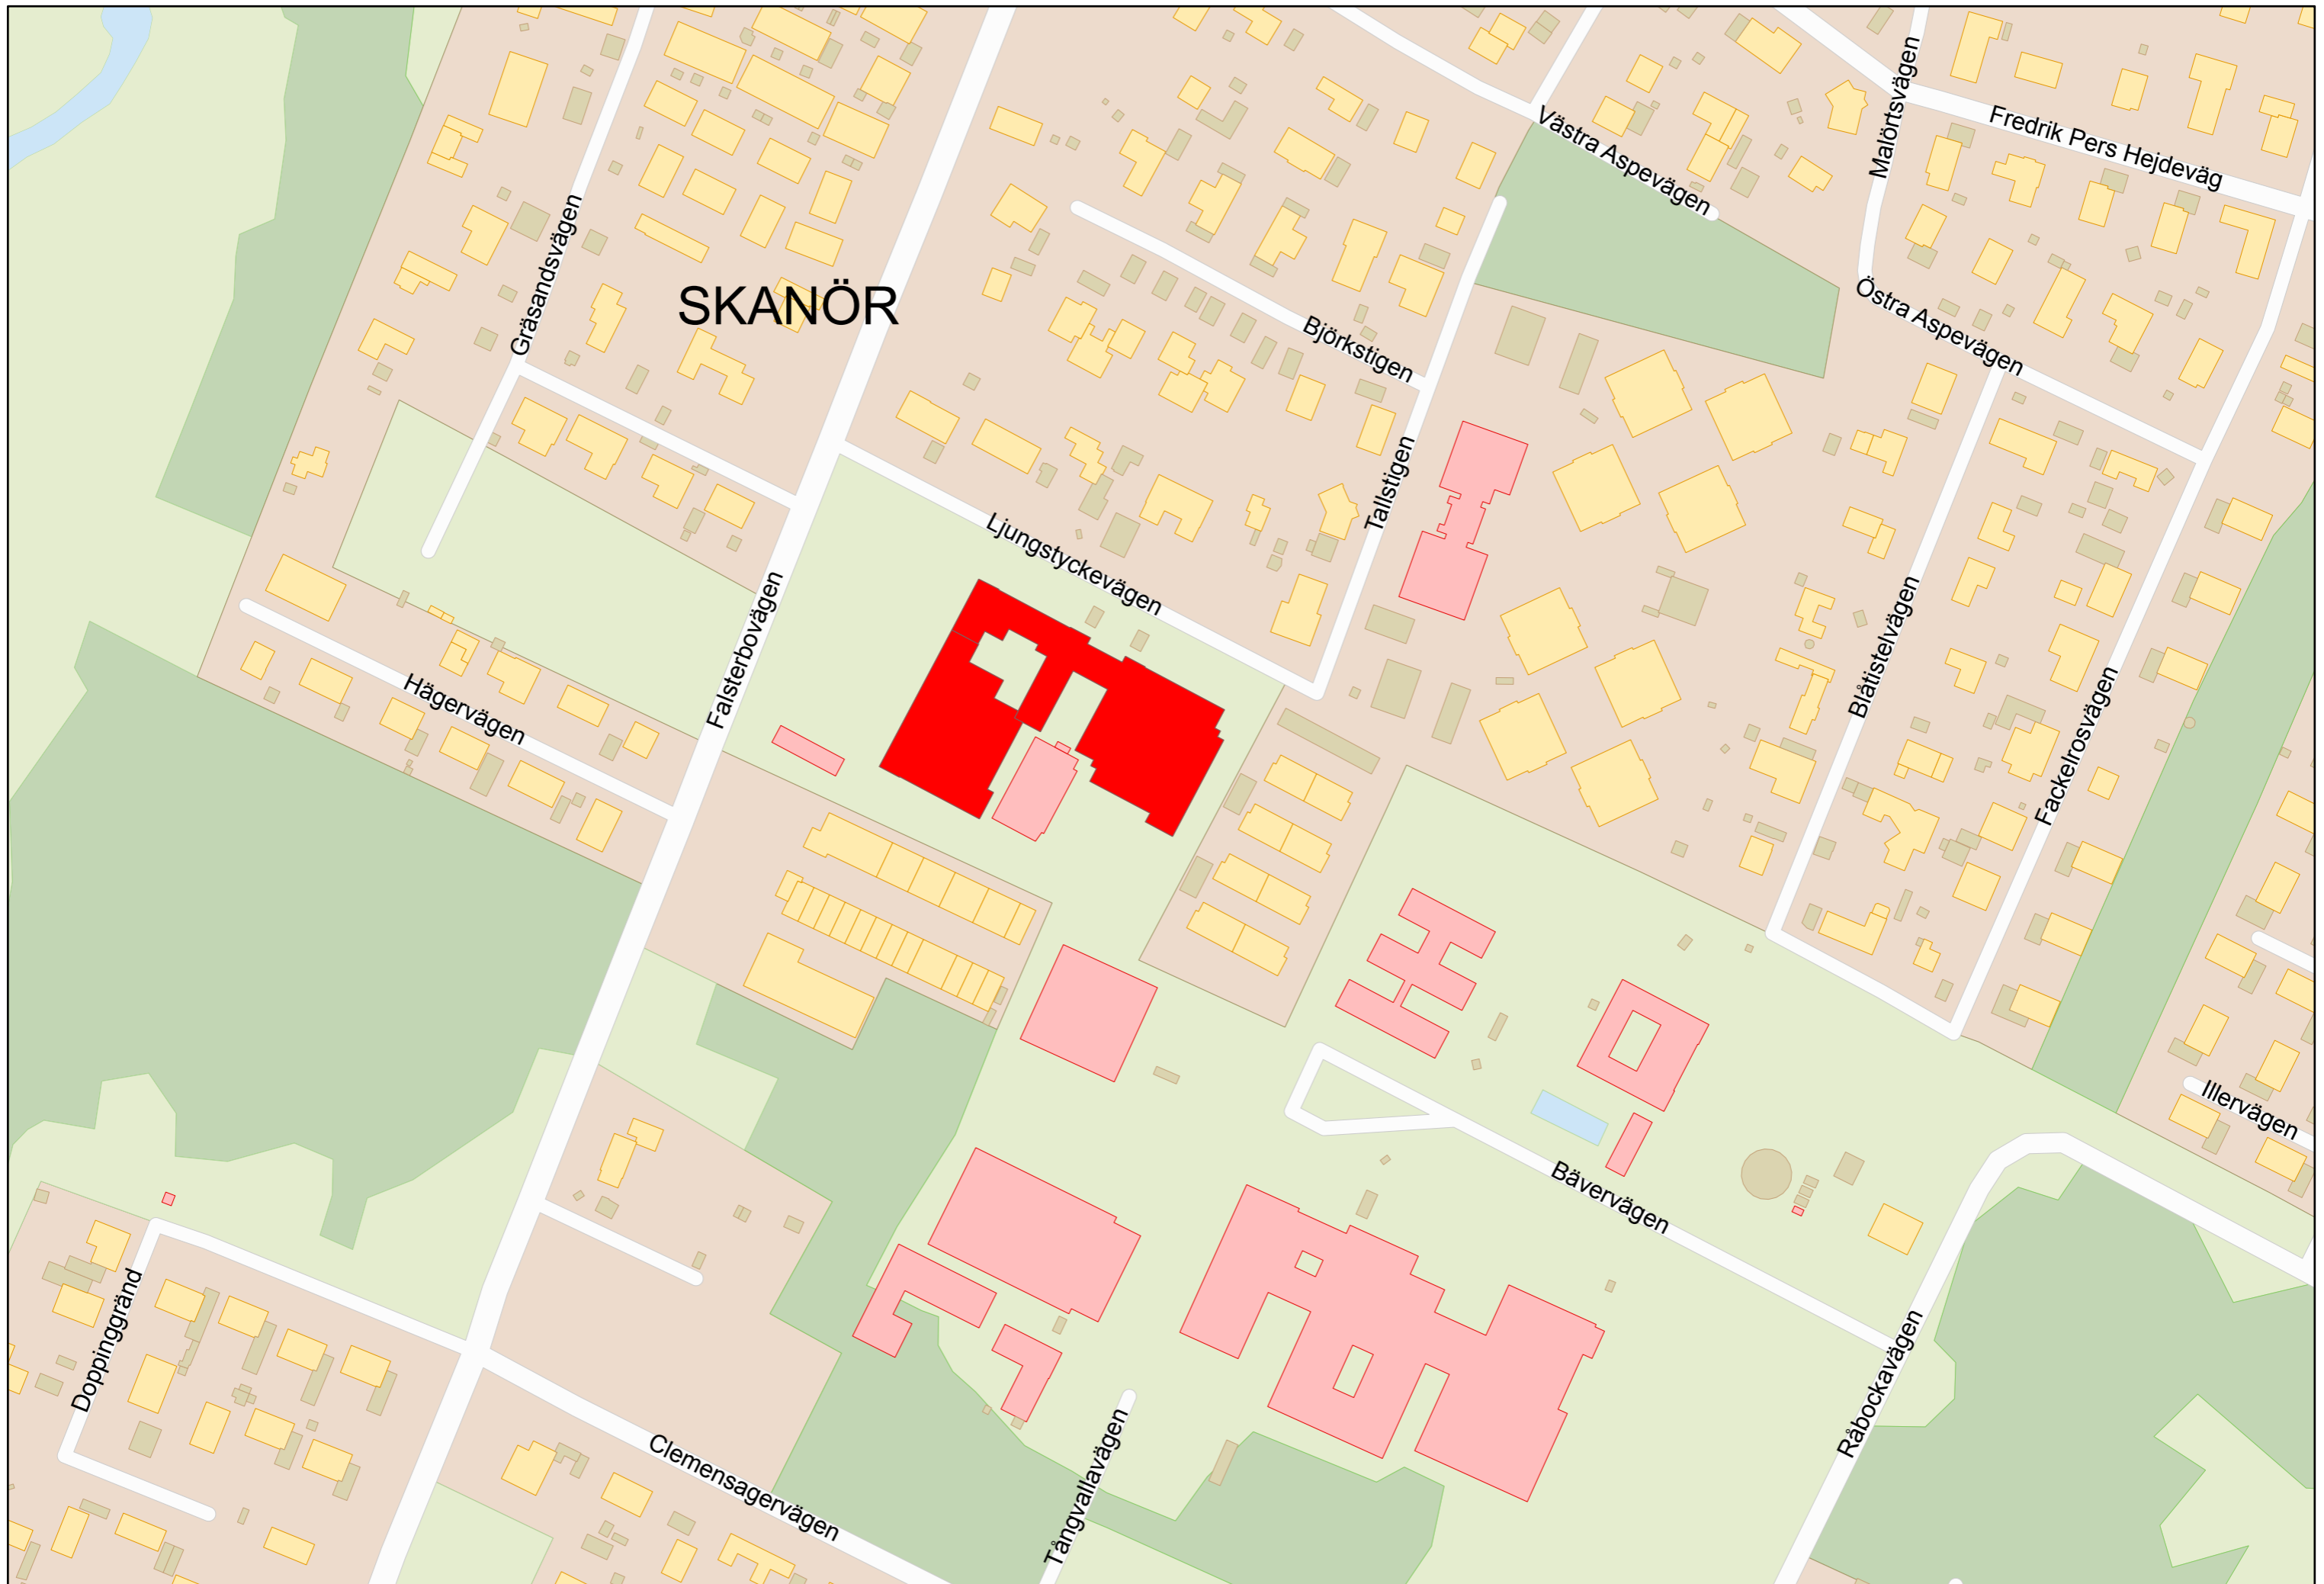 Malörtsvägen
Västra Aspevägen
Fredrik Pers Hejdeväg
Gräsandsvägen
SKANÖR
Björkstigen
Östra Aspevägen
Tallstigen
Ljungstyckevägen
Falsterbovägen
Blåtistelvägen
Hägervägen
Fackelrosvägen
Illervägen
Bävervägen
Doppinggränd
Råbockavägen
Clemensagervägen
Tångvallavägen